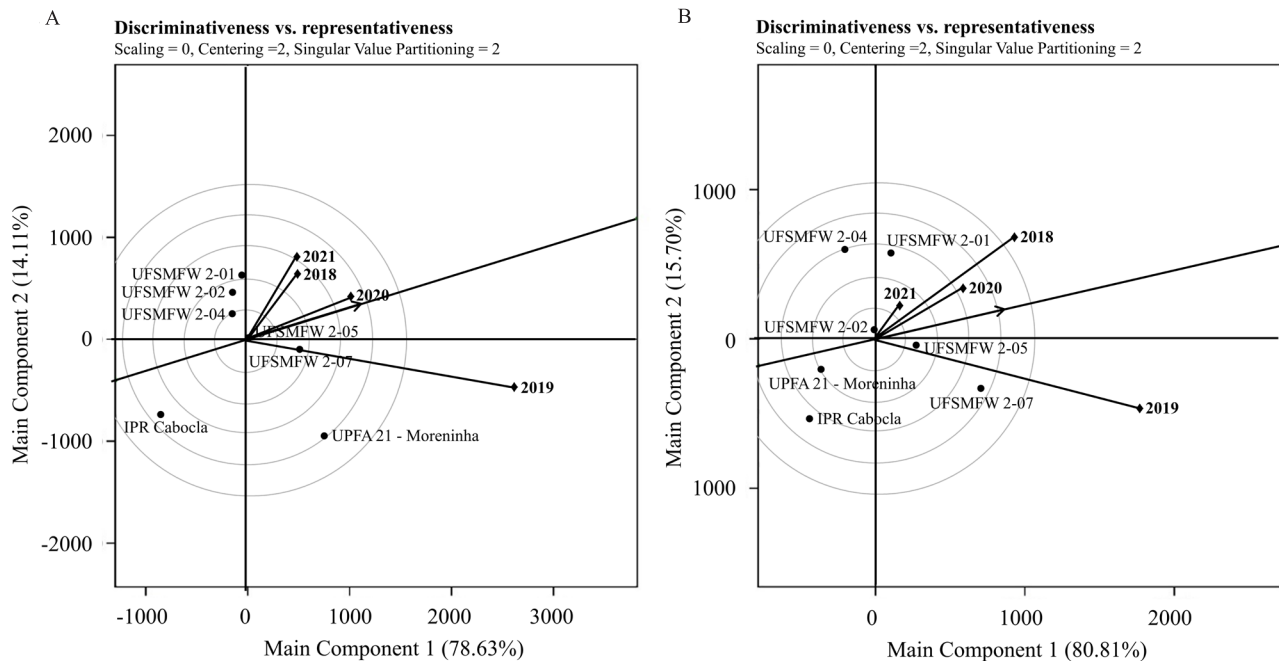 A
Discriminativeness vs. representativeness
Scaling = 0, Centering =2, Singular Value Partitioning = 2
Main Component 2 (14.11%)
2000
1000
0
-1000
-2000
UFSMFW 2-01
UFSMFW 2-02
UFSMFW 2-04
2021
2018
2020
UFSMFW 2-05
UFSMFW 2-07
2019
IPR Cabocla
UPFA 21 - Moreninha
-1000
0
1000
2000
3000
Main Component 1 (78.63%)
B
Discriminativeness vs. representativeness
Scaling = 0, Centering =2, Singular Value Partitioning = 2
Main Component 2 (15.70%)
1000
0
1000
UFSMFW 2-04
UFSMFW 2-01
2018
2020
2021
UFSMFW 2-02
UFSMFW 2-05
UPFA 21 - Moreninha
UFSMFW 2-07
2019
IPR Cabocla
0
1000
2000
Main Component 1 (80.81%)